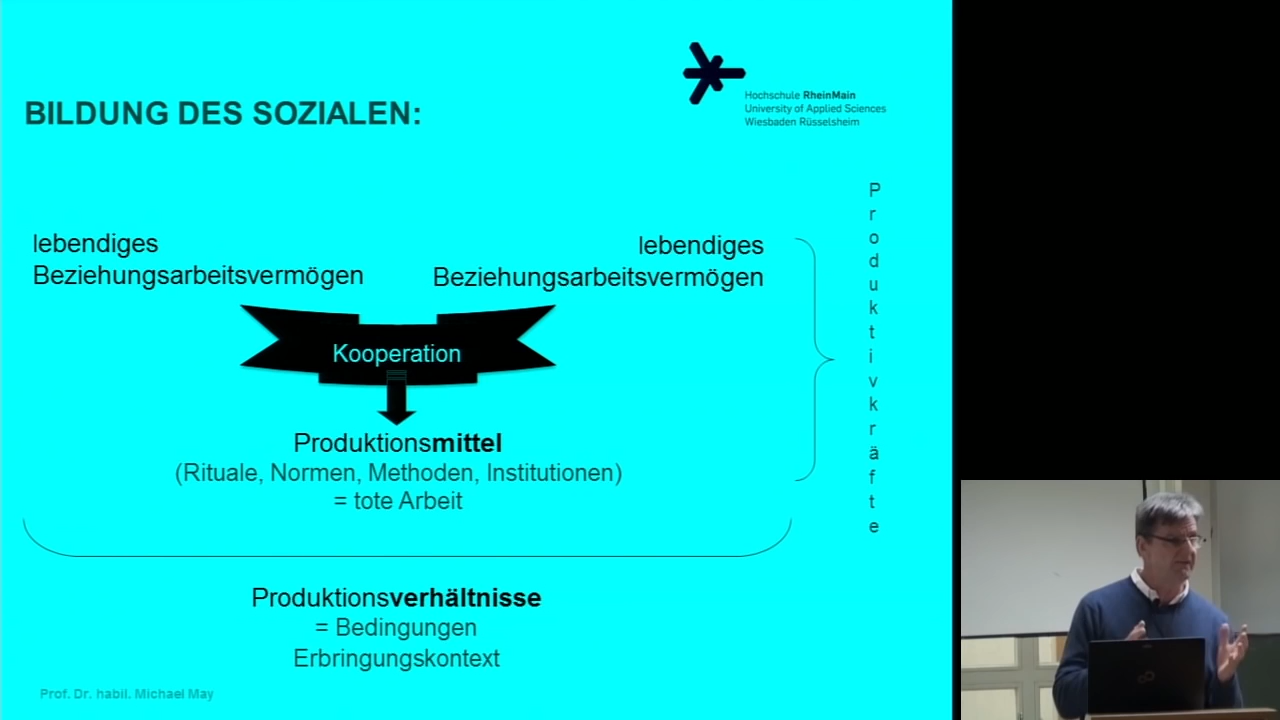 BILDUNG DES SOZIALEN:
Hochschule RheinMain
University of Applied Sciences
Wiesbaden Rüsselsheim
lebendiges
Beziehungsarbeitsvermögen
lebendiges
Beziehungsarbeitsvermögen
Kooperation
Produktionsmittel
(Rituale, Normen, Methoden, Institutionen)
= tote Arbeit
Produktivkräfte
Produktionsverhältnisse
= Bedingungen
Erbringungskontext
Prof. Dr. habil. Michael May